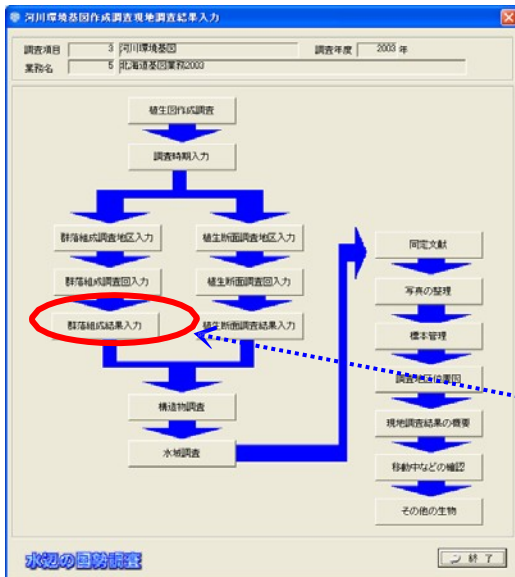 河川環境基図作成調査現地調査結果入力
調査項目 3 河川環境基図 調査年度 2003 年
業務名 5 北海道基図業務2003
植生図作成調査
調査時期入力
群落組成調査地区入力
植生断面調査地区入力
群落組成調査回入力
植生断面調査回入力
群落組成結果入力
植生断面調査結果入力
構造物調査
水域調査
同定文献
写真の整理
標本管理
調査地区位置図
現地調査結果の概要
移動中などの確認
その他の生物
水辺の国勢調査
終 了